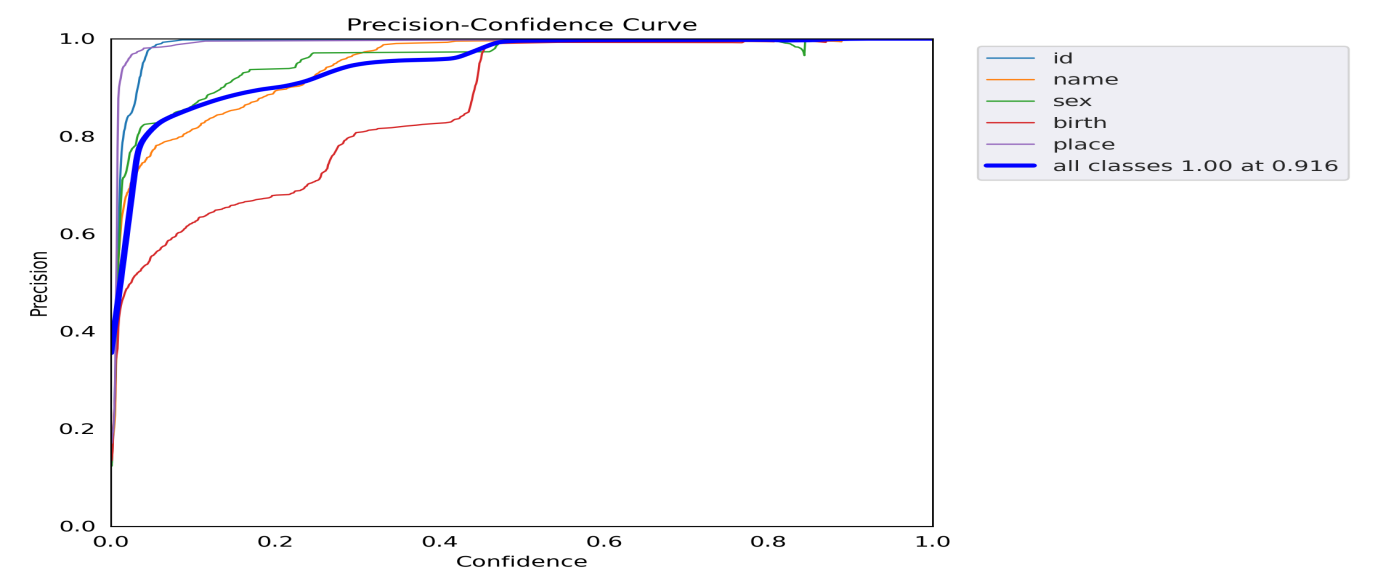 Precision-Confidence Curve
1.0
0.8
0.6
0.4
0.2
0.0
Precision
0.0 0.2 0.4 0.6 0.8 1.0
Confidence
id
name
sex
birth
place
all classes 1.00 at 0.916